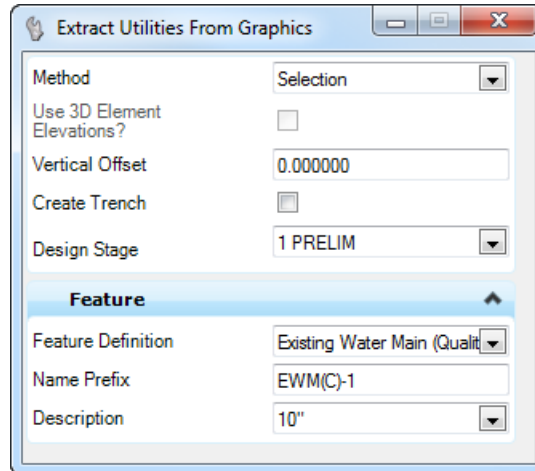 Extract Utilities From Graphics
Method Selection
Use 3D Element
Elevations?
Vertical Offset 0.000000
Create Trench
Design Stage 1 PRELIM
Feature
Feature Definition Existing Water Main (Qualit
Name Prefix EWM(C)-1
Description 10"